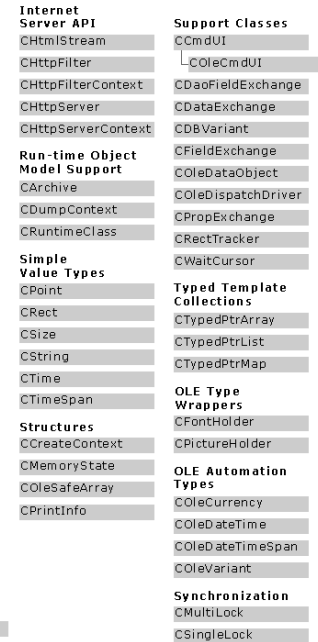 Internet
Server API
CHtmlStream
CHttpFilter
CHttpFilterContext
CHttpServer
CHttpServerContext
Run-time Object
Model Support
CArchive
CDumpContext
CRuntimeClass
Simple
Value Types
CPoint
CRect
CSize
CString
CTime
CTimeSpan
Structures
CCreateContext
CMemoryState
COleSafeArray
CPrintInfo
Support Classes
CCmdUI
COleCmdUI
CDaoFieldExchange
CDataExchange
CDBVariant
CFieldExchange
COleDataObject
COleDispatchDriver
CPropExchange
CRectTracker
CWaitCursor
Typed Template
Collections
CTypedPtrArray
CTypedPtrList
CTypedPtrMap
OLE Type
Wrappers
CFontHolder
CPictureHolder
OLE Automation
Types
COleCurrency
COleDateTime
COleDateTimeSpan
COleVariant
Synchronization
CMultiLock
CSingleLock